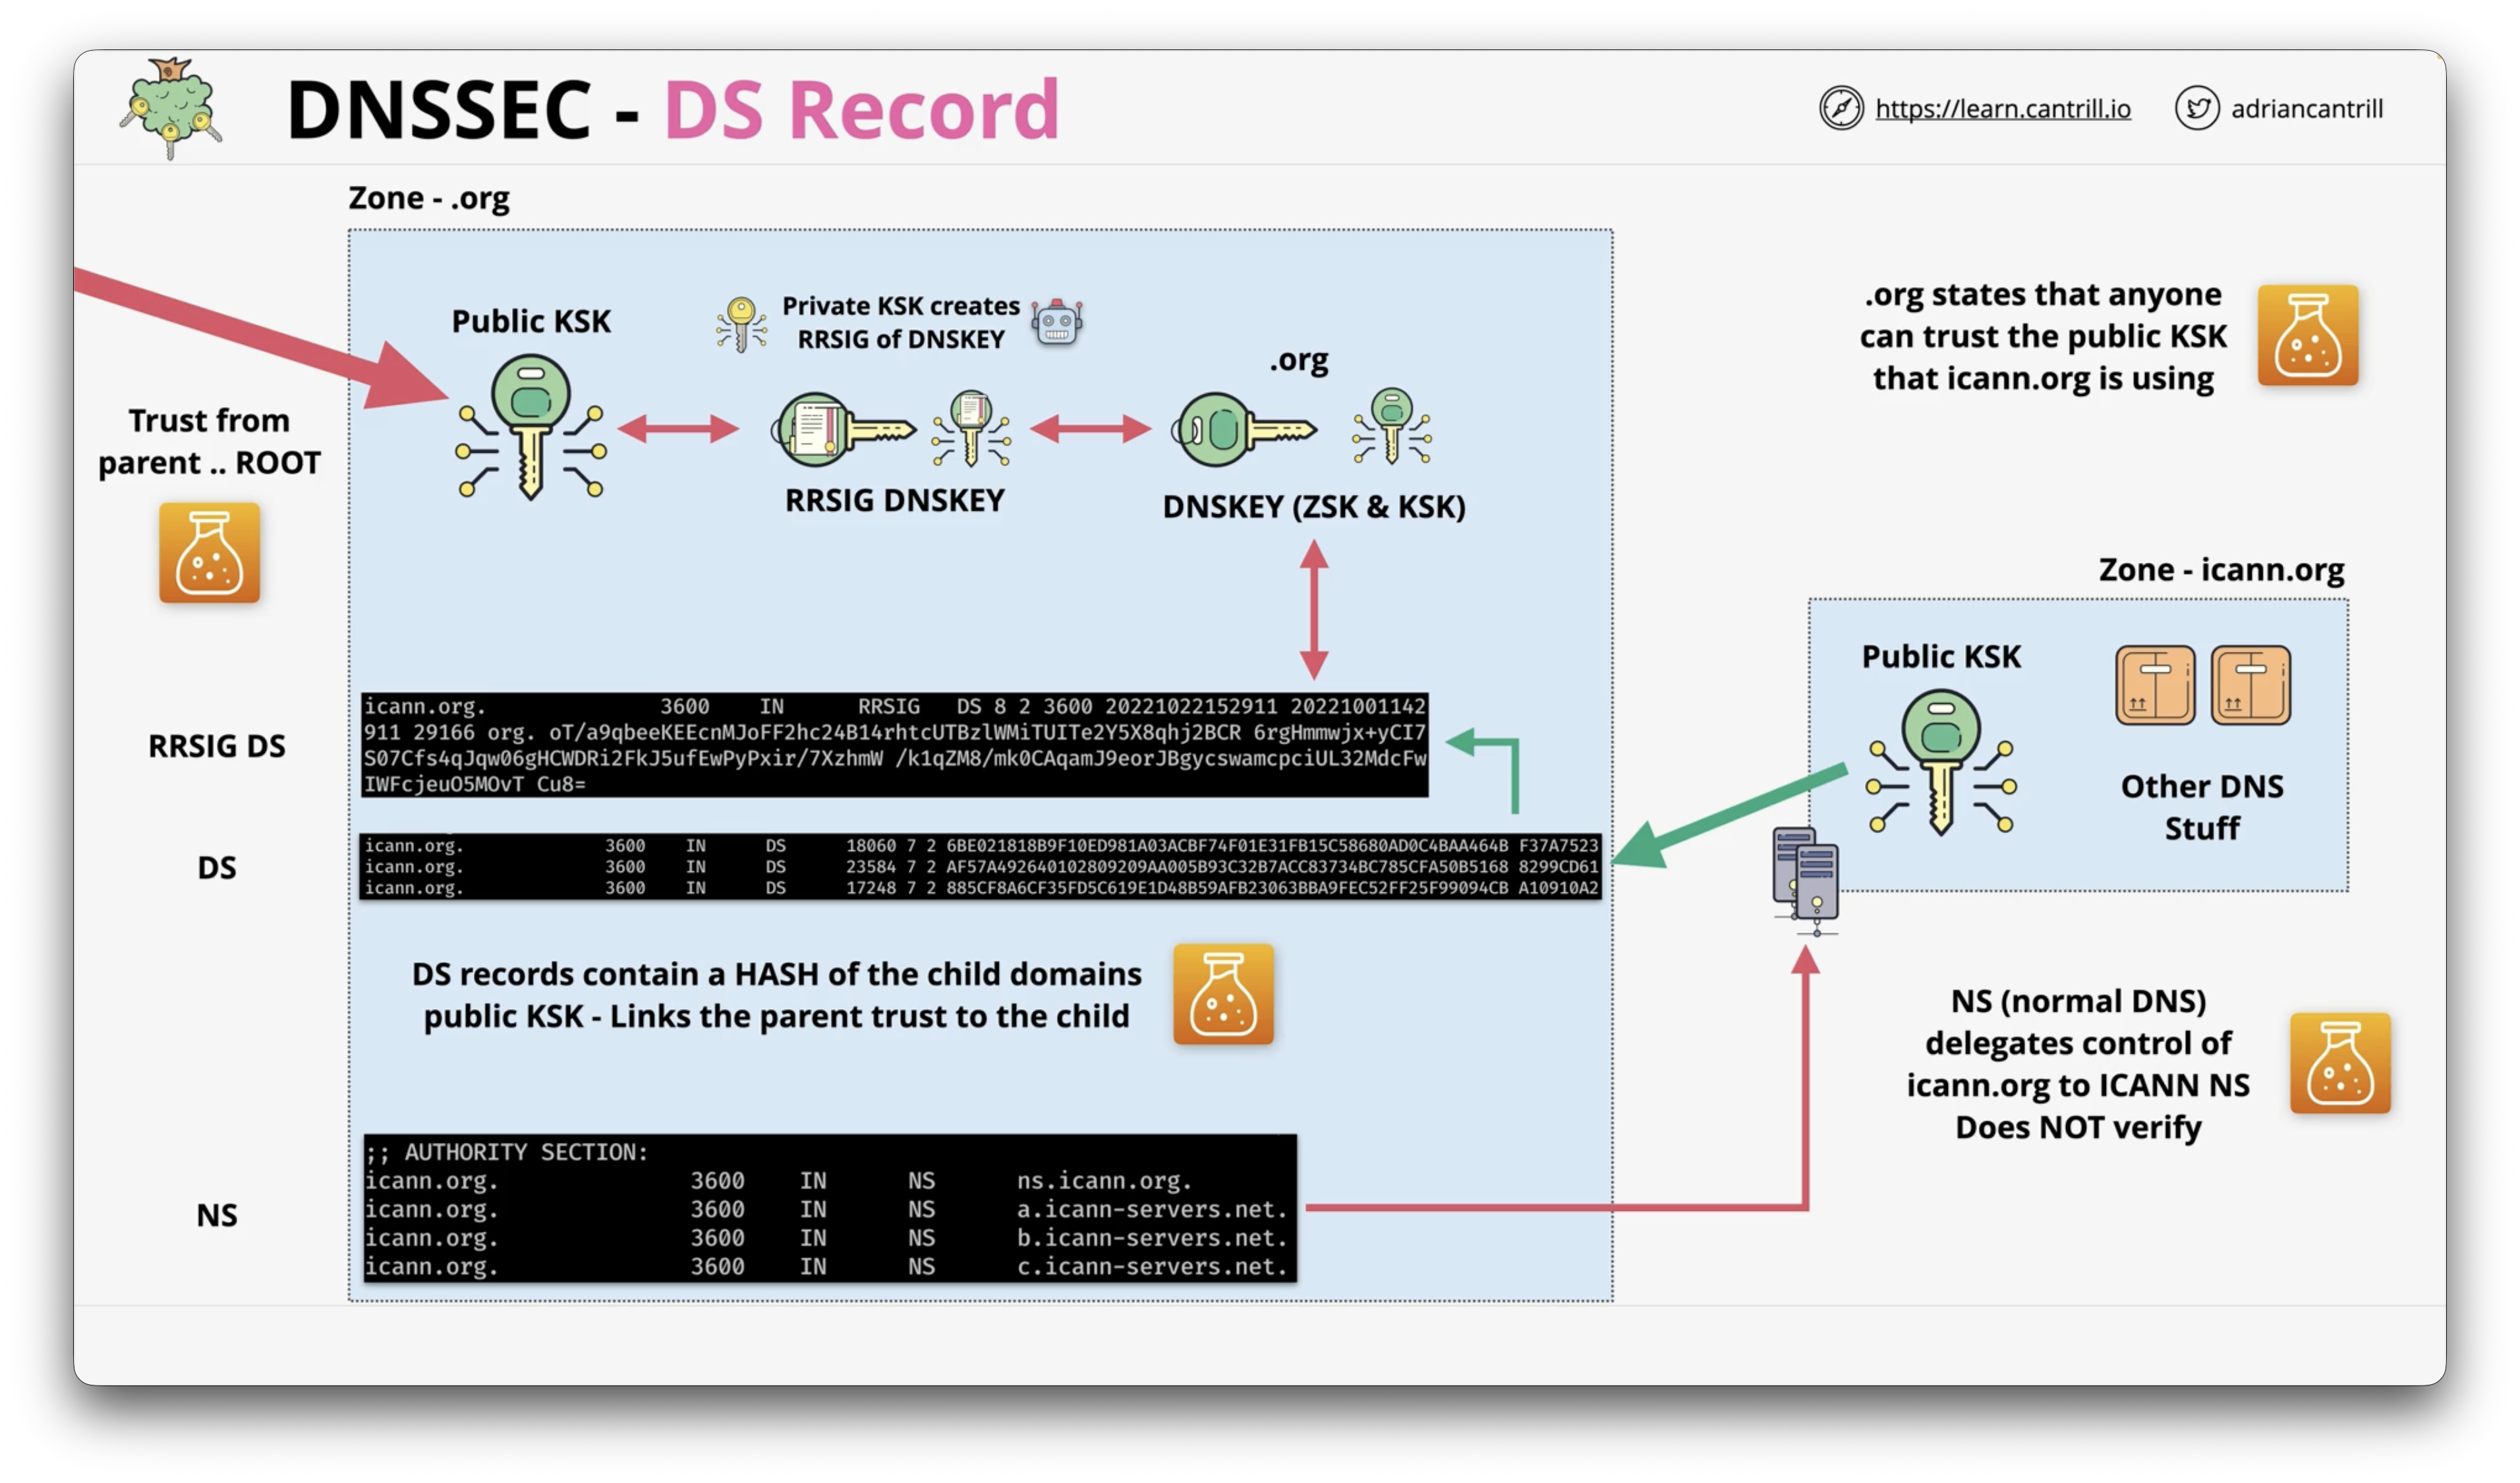 DNSSEC - DS Record
https://learn.cantrill.io
adriancantrill
Zone - .org
Public KSK
Private KSK creates
RRSIG of DNSKEY
.org
RRSIG DNSKEY
DNSKEY (ZSK & KSK)
Trust from
parent .. ROOT
.org states that anyone
can trust the public KSK
that icann.org is using
Zone - icann.org
Public KSK
Other DNS
Stuff
RRSIG DS
icann.org. 3600 IN RRSIG DS 8 2 3600 20221022152911 20221001142
911 29166 org. oT/a9qbeeKEEcnMJoFF2hc24B14rhtcUTBzlWMiTUITe2Y5X8qhj2BCR 6rgHmmwjx+yCI7
S07Cfs4qJqw06gHCWDRi2FkJ5ufEwPyPxir/7XzhmW /k1qZM8/mk0CAqamJ9eorJBgycswamcpciUL32MdcFw
IWFcjeuO5MOvT Cu8=
DS
icann.org. 3600 IN DS 18060 7 2 6BE021818B9F10ED981A03ACBF74F01E31FB15C58680AD0C4BAA464B F37A7523
icann.org. 3600 IN DS 23584 7 2 AF57A492640102809209AA005B93C32B7ACC83734BC785CFA50B5168 8299CD61
icann.org. 3600 IN DS 17248 7 2 885CF8A6CF35FD5C619E1D48B59AFB23063BBA9FEC52FF25F99094CB A10910A2
DS records contain a HASH of the child domains
public KSK - Links the parent trust to the child
NS (normal DNS)
delegates control of
icann.org to ICANN NS
Does NOT verify
NS
;; AUTHORITY SECTION:
icann.org. 3600 IN NS ns.icann.org.
icann.org. 3600 IN NS a.icann-servers.net.
icann.org. 3600 IN NS b.icann-servers.net.
icann.org. 3600 IN NS c.icann-servers.net.